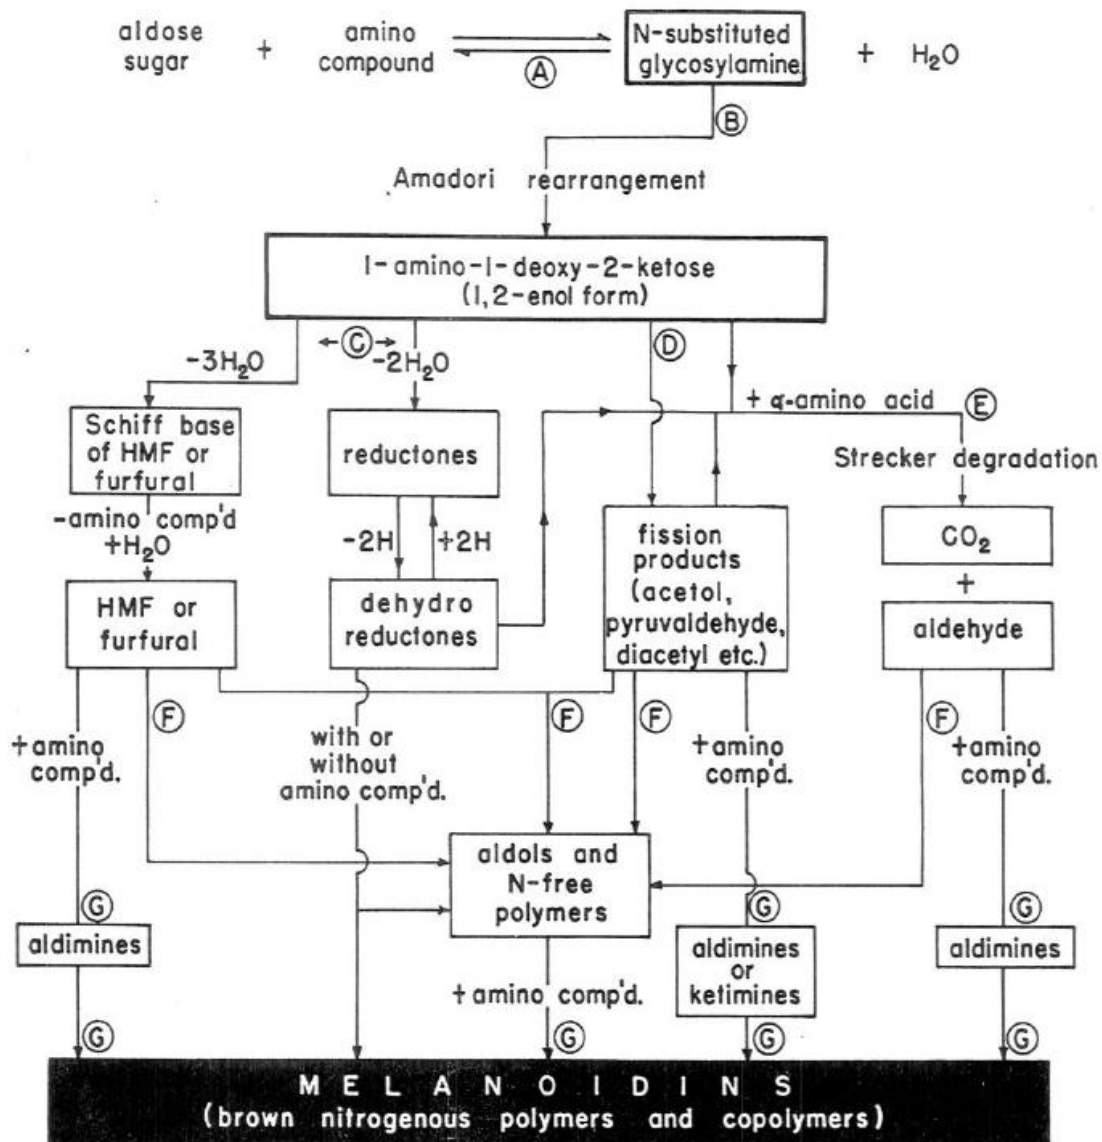 aldose + amino N-substituted + H2O
sugar compound glycosylamine
A
B
Amadori rearrangement
1-amino-1-deoxy-2-ketose
(1,2-enol form)
C
D
-3H2O
-2H2O
+ α-amino acid E
Schiff base
of HMF or
furfural
reductones
Strecker degradation
-amino comp'd
+H2O
-2H +2H
fission
products
(acetol,
pyruvaldehyde,
diacetyl etc.)
CO2
+
aldehyde
HMF or
furfural
dehydro
reductones
F
F
F
F
+amino
comp'd.
with or
without
amino comp'd.
+amino
comp'd.
+amino
comp'd.
aldols and
N-free
polymers
G
G
G
aldimines
aldimines
or
ketimines
aldimines
+amino comp'd.
G
G
G
G
MELANOIDINS
(brown nitrogenous polymers and copolymers)